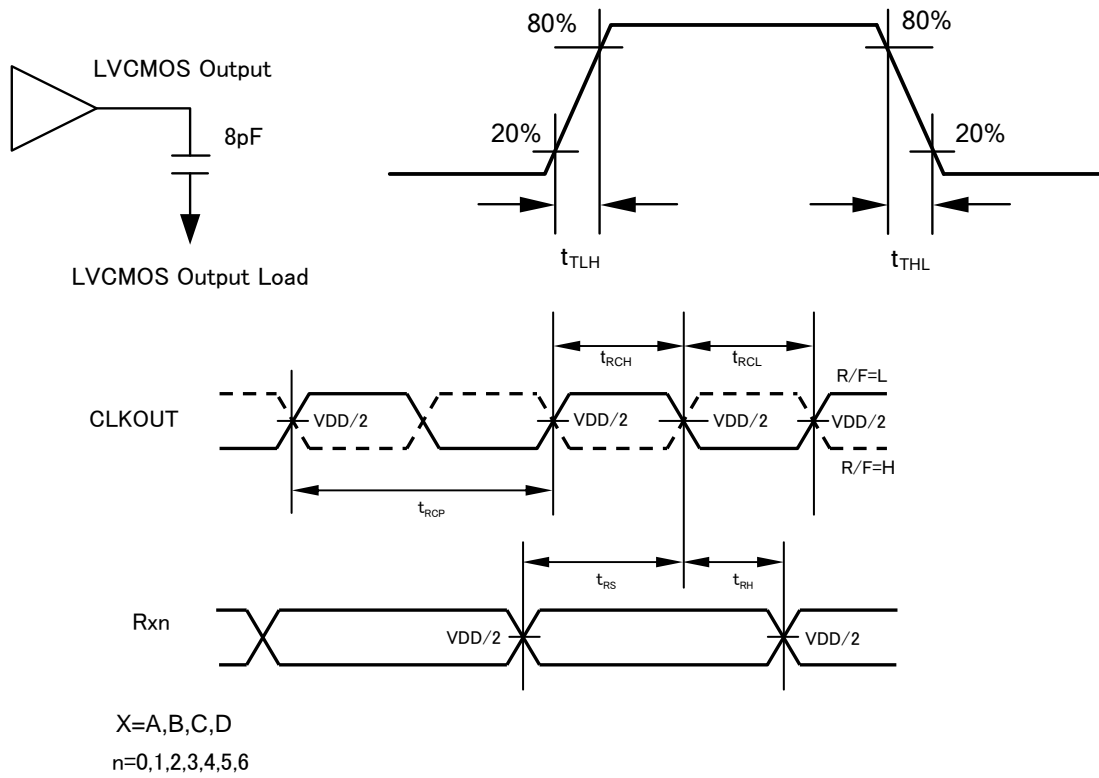 80%
80%
LVCMOS Output
8pF
20%
20%
tTLH
tTHL
LVCMOS Output Load
tRCH
tRCL
R/F=L
CLKOUT
VDD/2
VDD/2
VDD/2
VDD/2
R/F=H
tRCP
tRS
tRH
Rxn
VDD/2
VDD/2
X=A,B,C,D
n=0,1,2,3,4,5,6